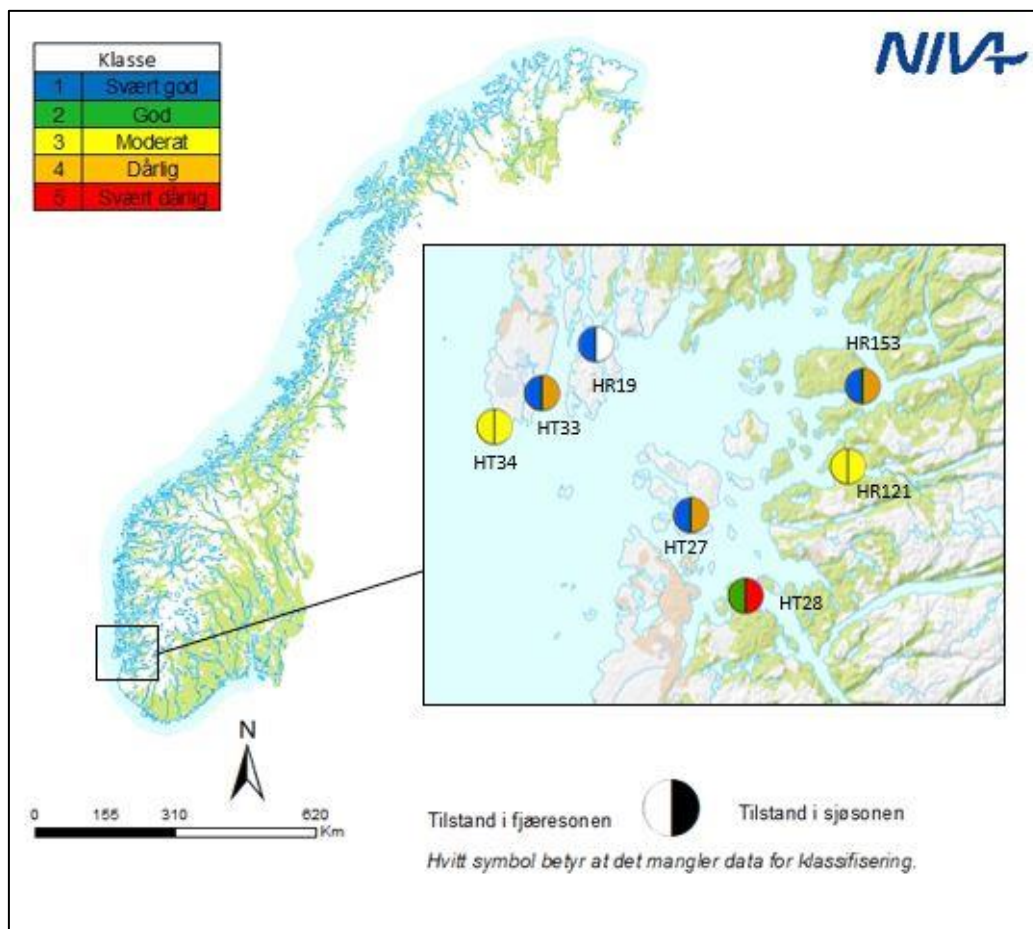 NIVA
Klasse
1 Svært god
2 God
3 Moderat
4 Dårlig
5 Svært dårlig
HR153
HR19
HT33
HT34
HR121
HT27
HT28
N
0 155 310 620
Km
Tilstand i fjæresonen
Tilstand i sjøsonen
Hvitt symbol betyr at det mangler data for klassifisering.